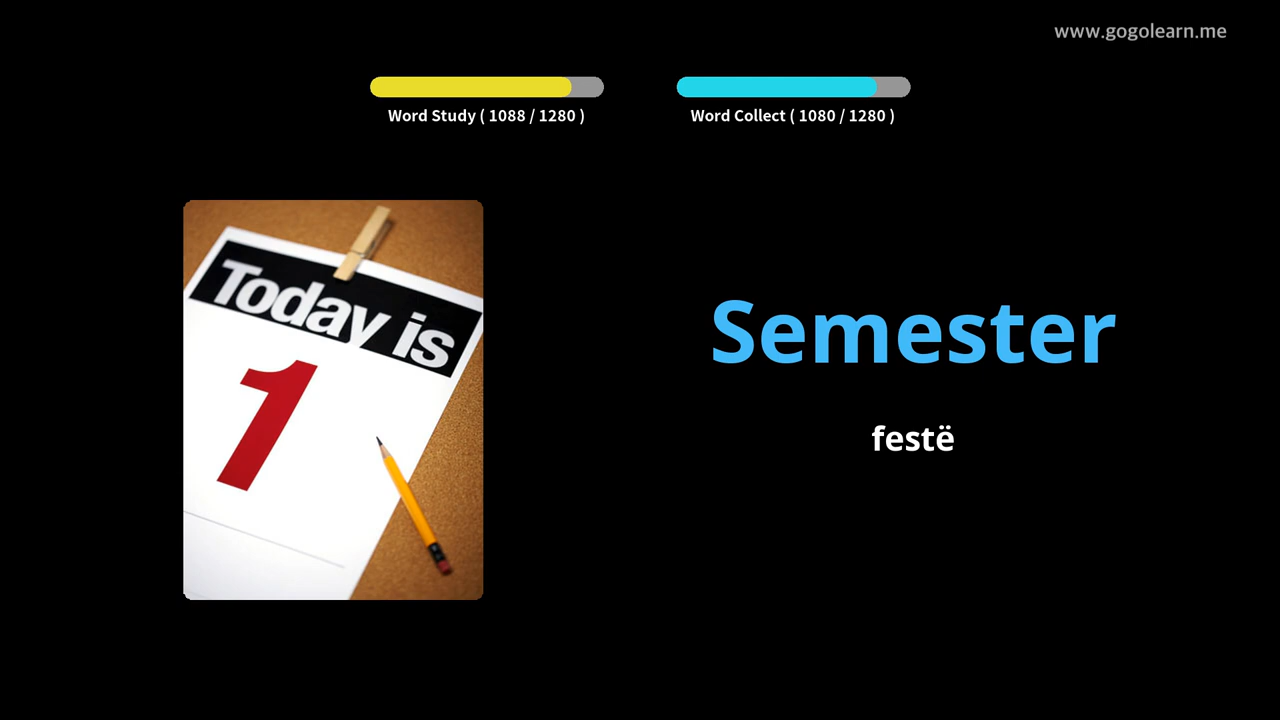 www.gogolearn.me
Word Study ( 1088 / 1280 )
Word Collect ( 1080 / 1280 )
Today is
1
Semester
festë